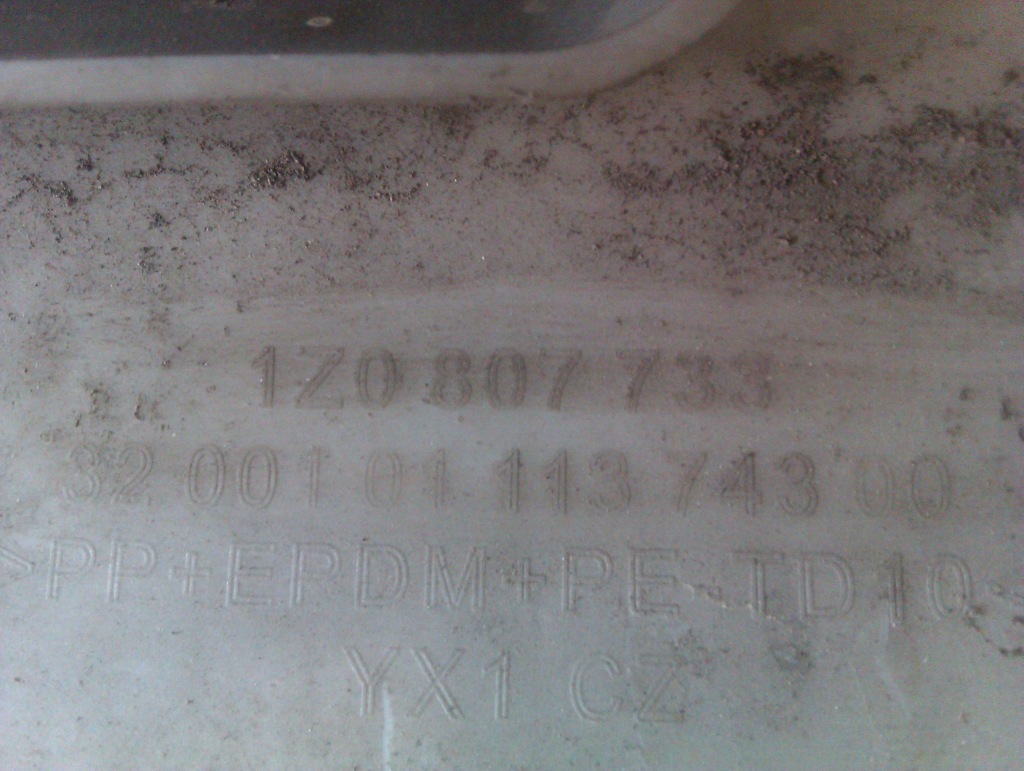 1Z0 807 733
32 001 01 113 743 00
>PP+EPDM+PE-TD10<
YX1 CZ